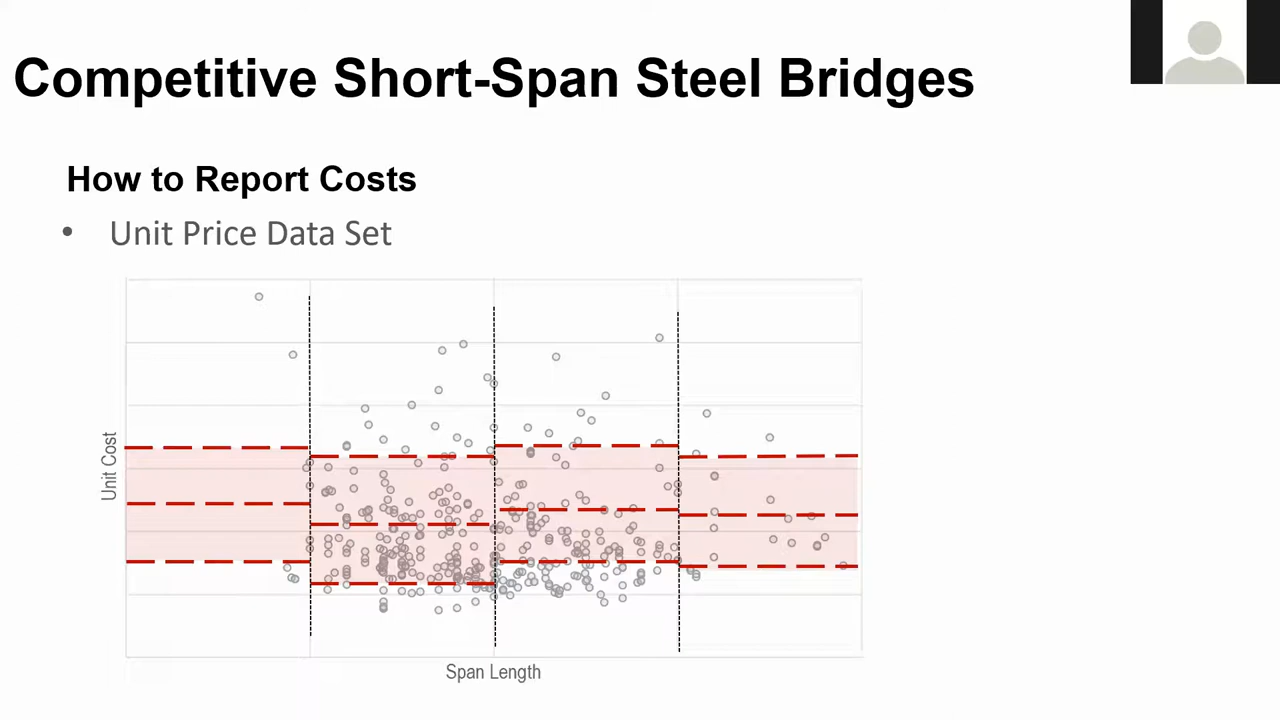 Competitive Short-Span Steel Bridges
How to Report Costs
• Unit Price Data Set
Unit Cost
Span Length